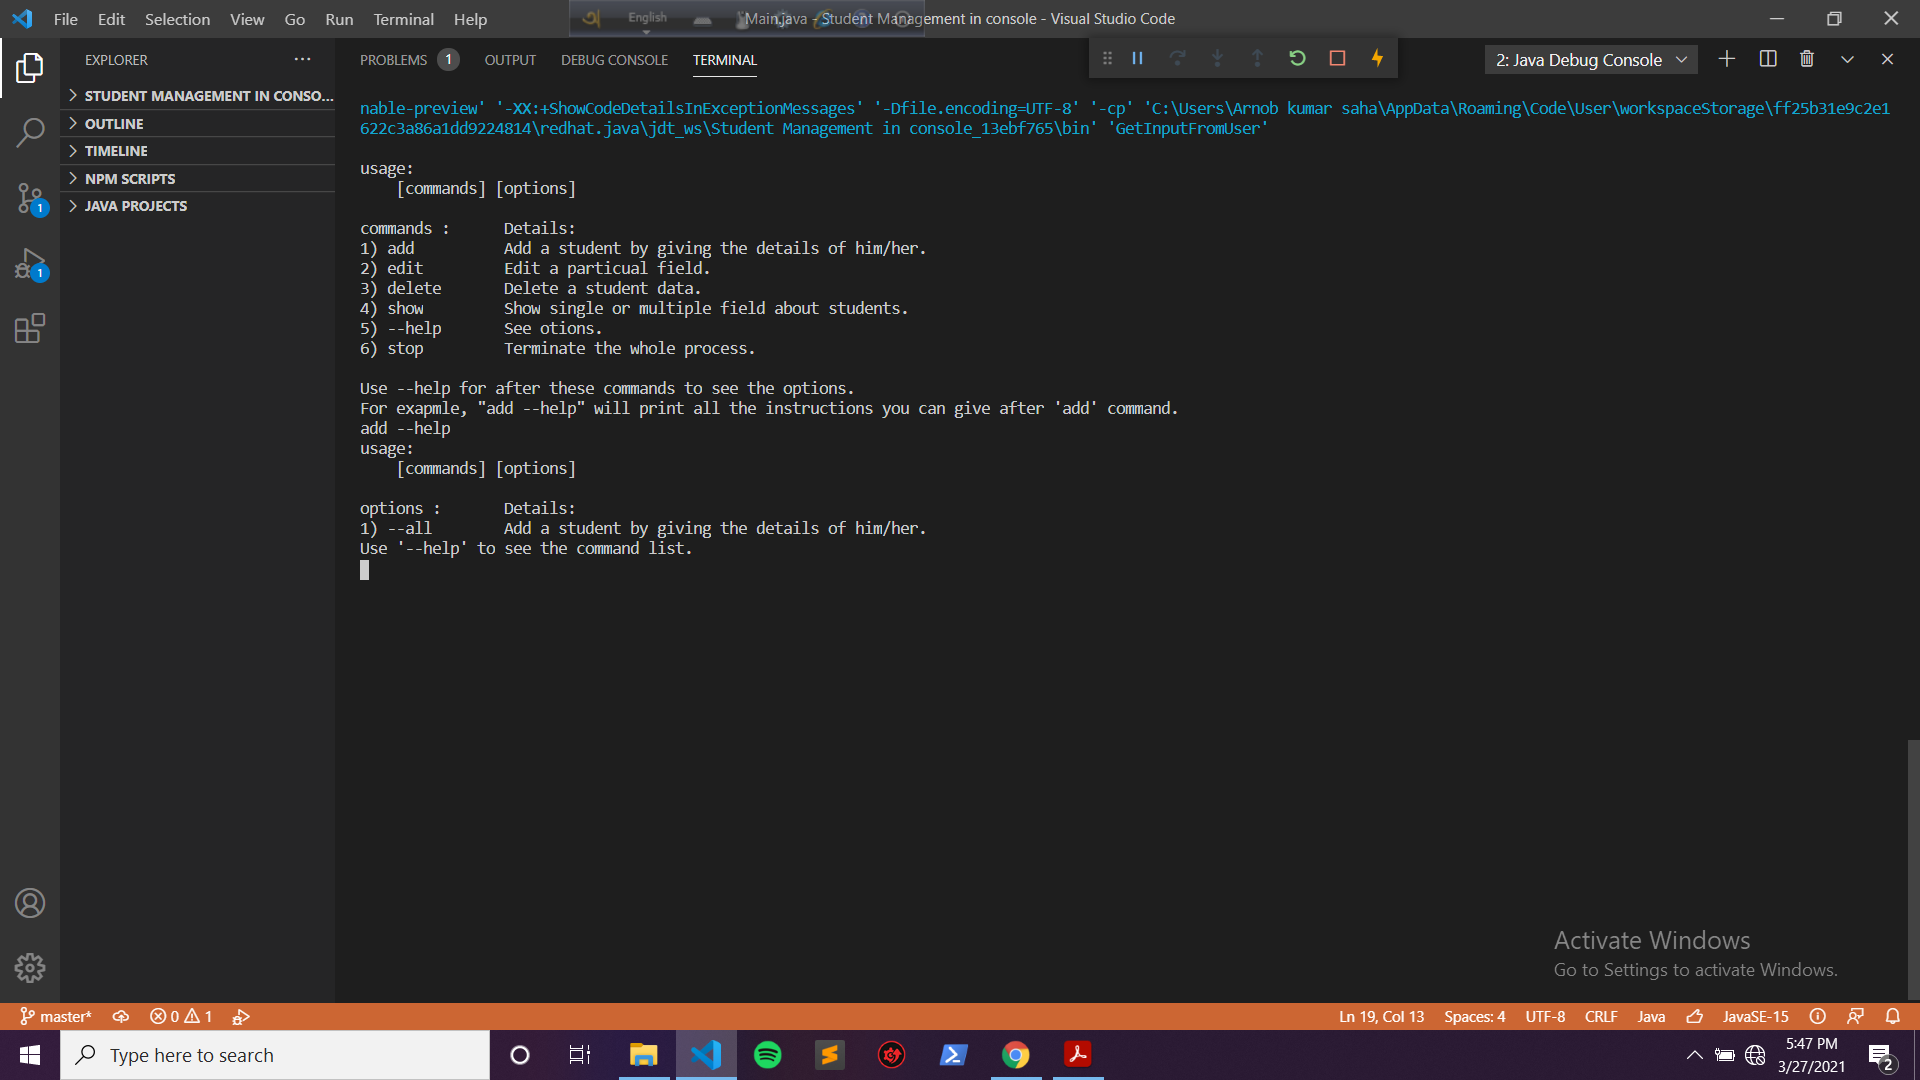 File Edit Selection View Go Run Terminal Help
English
Main.java - Student Management in console - Visual Studio Code
EXPLORER
PROBLEMS 1 OUTPUT DEBUG CONSOLE TERMINAL
2: Java Debug Console
STUDENT MANAGEMENT IN CONSO...
OUTLINE
TIMELINE
NPM SCRIPTS
JAVA PROJECTS
1
1
nable-preview' '-XX:+ShowCodeDetailsInExceptionMessages' '-Dfile.encoding=UTF-8' '-cp' 'C:\Users\Arnob kumar saha\AppData\Roaming\Code\User\workspaceStorage\ff25b31e9c2e1
622c3a86a1dd9224814\redhat.java\jdt_ws\Student Management in console_13ebf765\bin' 'GetInputFromUser'
usage:
[commands] [options]
commands : Details:
1) add Add a student by giving the details of him/her.
2) edit Edit a particual field.
3) delete Delete a student data.
4) show Show single or multiple field about students.
5) --help See otions.
6) stop Terminate the whole process.
Use --help for after these commands to see the options.
For exapmle, "add --help" will print all the instructions you can give after 'add' command.
add --help
usage:
[commands] [options]
options : Details:
1) --all Add a student by giving the details of him/her.
Use '--help' to see the command list.
Activate Windows
Go to Settings to activate Windows.
master* 0 1
Ln 19, Col 13 Spaces: 4 UTF-8 CRLF Java JavaSE-15
Type here to search
5:47 PM
3/27/2021
2